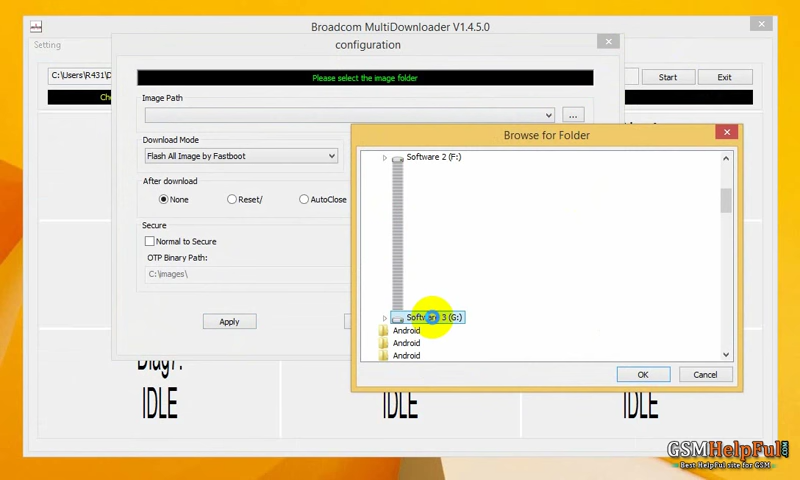 Broadcom MultiDownloader V1.4.5.0
Setting
configuration
C:\Users\R431\D
Start
Exit
Please select the image folder
Image Path
...
Download Mode
Flash All Image by Fastboot
After download
None
Reset/
AutoClose
Secure
Normal to Secure
OTP Binary Path:
C:\images\
Apply
Browse for Folder
Software 2 (F:)
Software 3 (G:)
Android
Android
Android
OK
Cancel
IDLE
IDLE
IDLE
GSMHelpFul.COM
Best HelpFul site for GSM